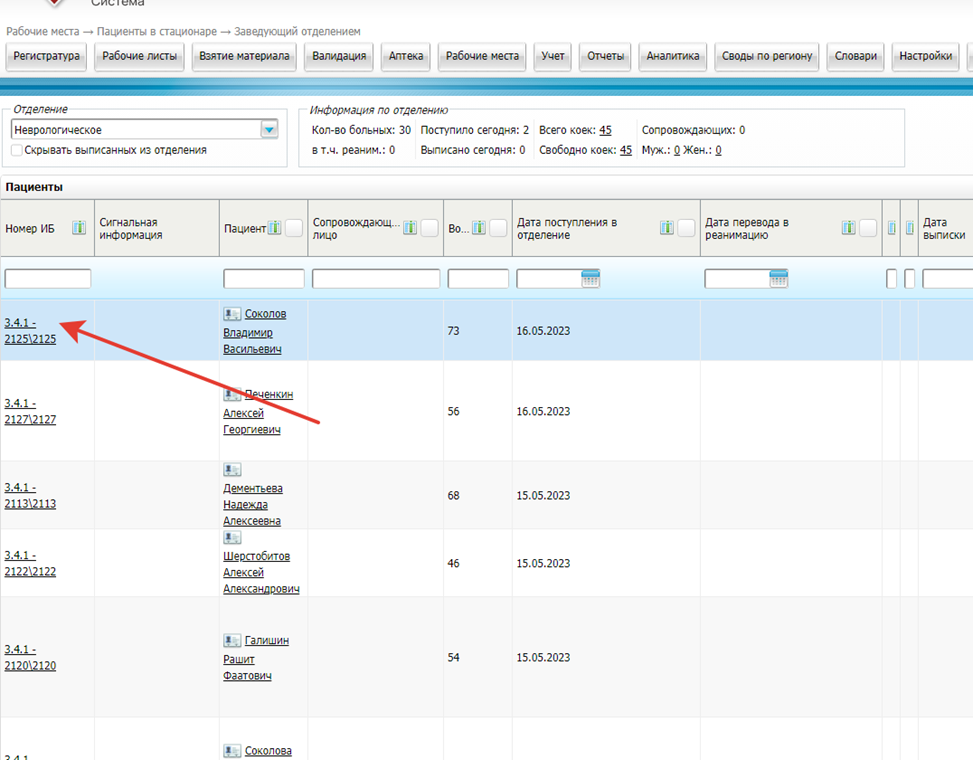 Система
Рабочие места → Пациенты в стационаре → Заведующий отделением
Регистратура Рабочие листы Взятие материала Валидация Аптека Рабочие места Учет Отчеты Аналитика Своды по региону Словари Настройки
Отделение
Неврологическое
Скрывать выписанных из отделения
Информация по отделению
Кол-во больных: 30 Поступило сегодня: 2 Всего коек: 45 Сопровождающих: 0
в т.ч. реаним.: 0 Выписано сегодня: 0 Свободно коек: 45 Муж.: 0 Жен.: 0
Пациенты
Номер ИБ
Сигнальная
информация
Пациент
Сопровождающ...
лицо
Во...
Дата поступления в
отделение
Дата перевода в
реанимацию
Дата
выписки
3.4.1 -
2125\2125
Соколов
Владимир
Васильевич
73
16.05.2023
3.4.1 -
2127\2127
Печенкин
Алексей
Георгиевич
56
16.05.2023
3.4.1 -
2113\2113
Дементьева
Надежда
Алексеевна
68
15.05.2023
3.4.1 -
2122\2122
Шерстобитов
Алексей
Александрович
46
15.05.2023
3.4.1 -
2120\2120
Галишин
Рашит
Фаатович
54
15.05.2023
3.4.1
Соколова